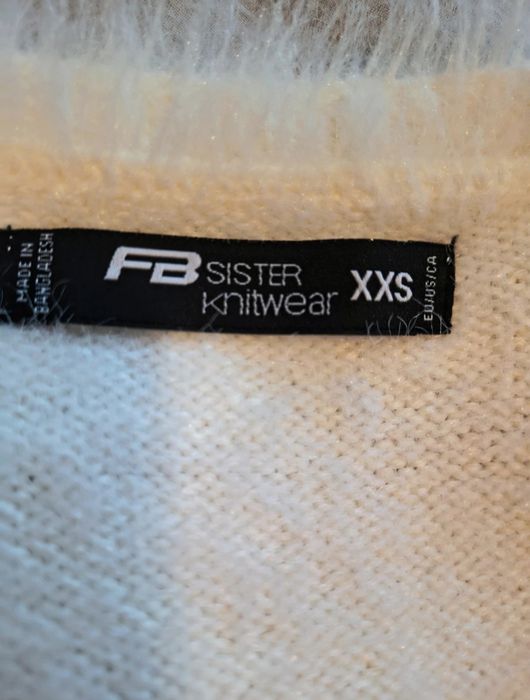 MADE IN
BANGLADESH
FB SISTER
knitwear
XXS
EU/US/CA